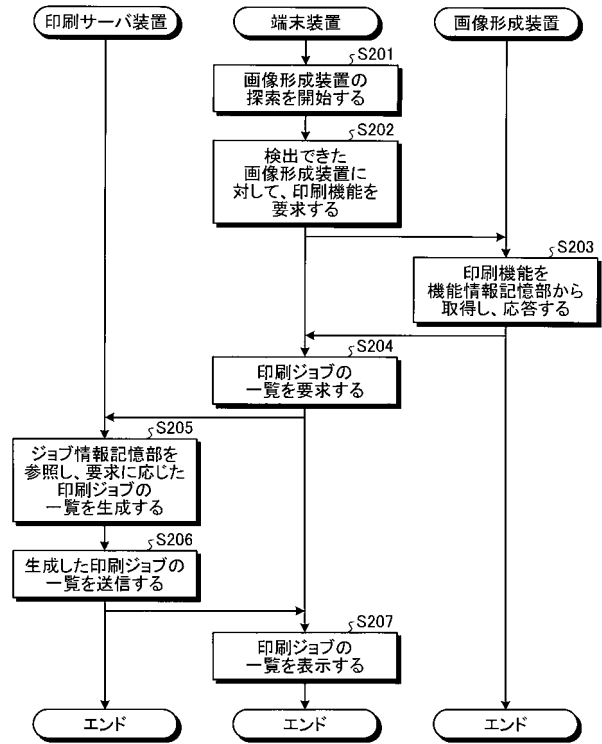 印刷サーバ装置
端末装置
画像形成装置
S201
画像形成装置の
探索を開始する
S202
検出できた
画像形成装置に
対して、印刷機能を
要求する
S203
印刷機能を
機能情報記憶部から
取得し、応答する
S204
印刷ジョブの
一覧を要求する
S205
ジョブ情報記憶部を
参照し、要求に応じた
印刷ジョブの
一覧を生成する
S206
生成した印刷ジョブの
一覧を送信する
S207
印刷ジョブの
一覧を表示する
エンド
エンド
エンド